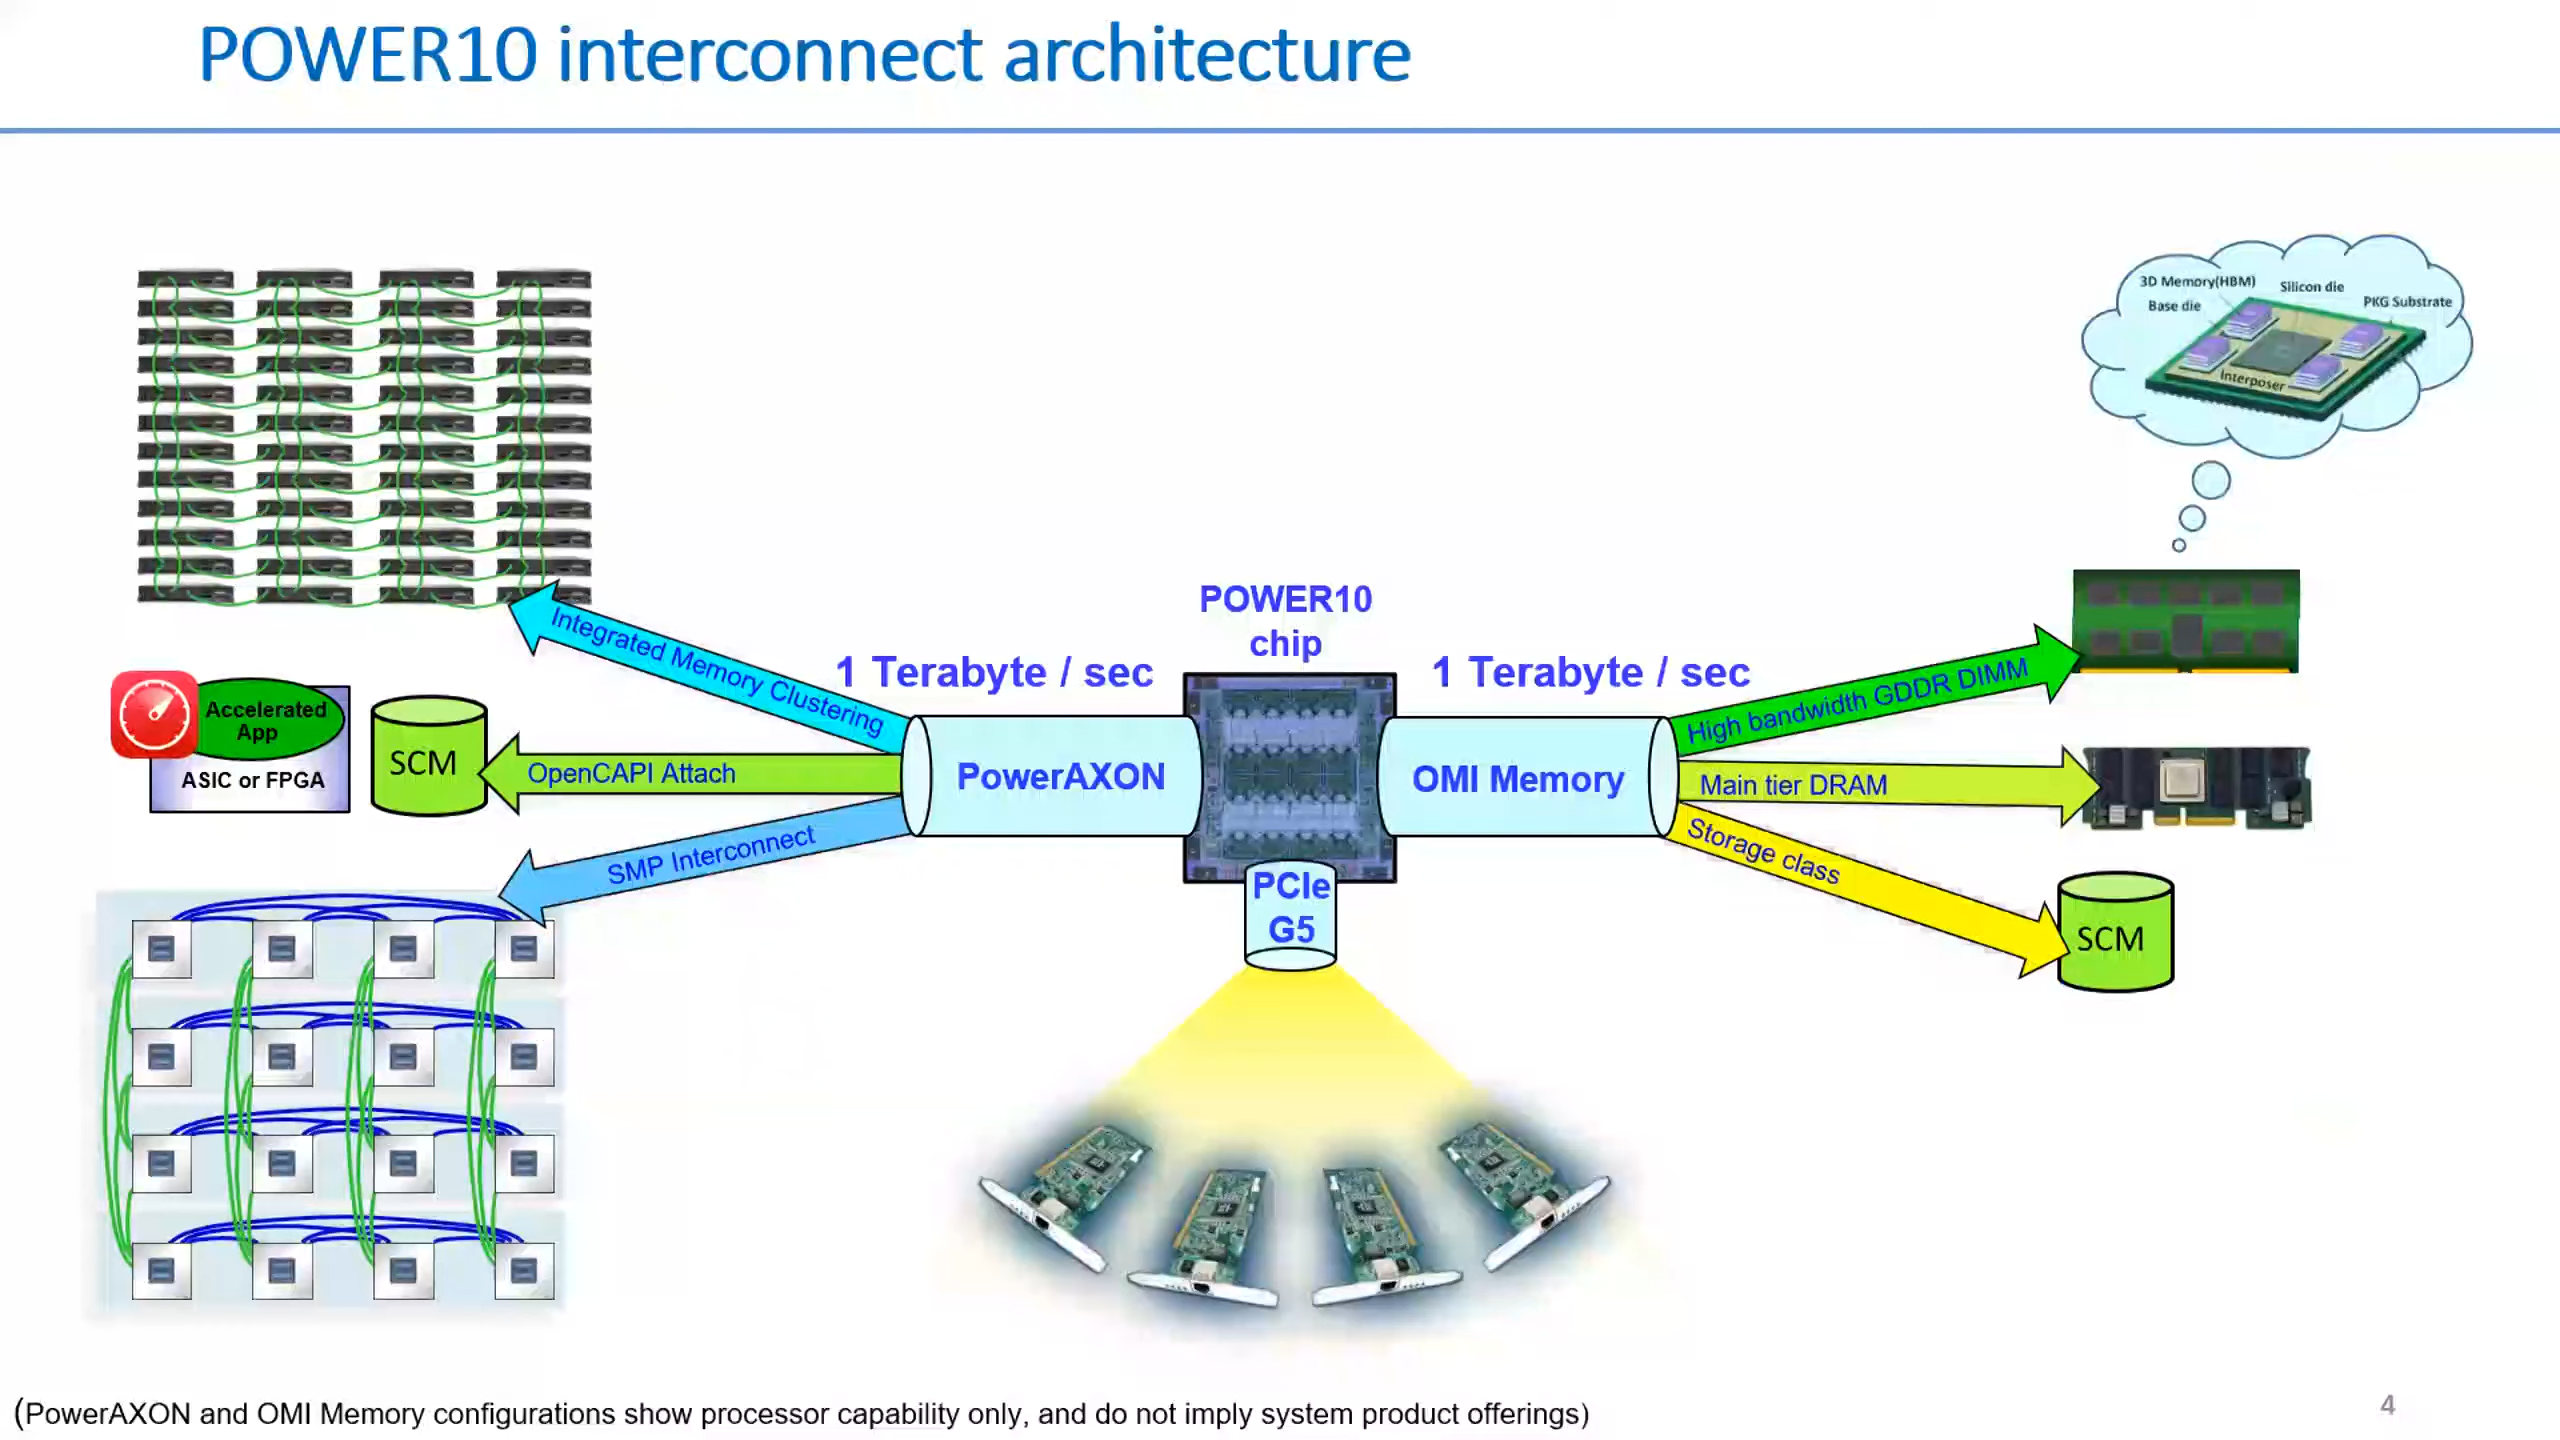 POWER10 interconnect architecture
3D Memory(HBM)
Silicon die
PKG Substrate
Base die
Interposer
POWER10
chip
1 Terabyte / sec
1 Terabyte / sec
Integrated Memory Clustering
High bandwidth GDDR DIMM
Accelerated
App
ASIC or FPGA
SCM
OpenCAPI Attach
PowerAXON
OMI Memory
Main tier DRAM
SMP Interconnect
Storage class
PCIe
G5
SCM
(PowerAXON and OMI Memory configurations show processor capability only, and do not imply system product offerings)
4